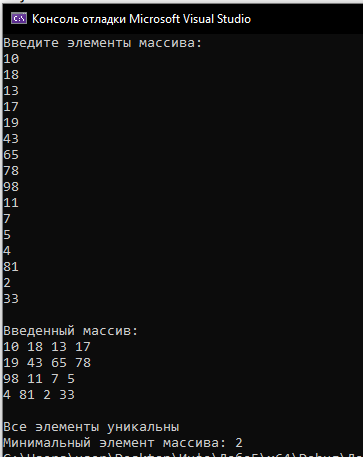 Консоль отладки Microsoft Visual Studio
Введите элементы массива:
10
18
13
17
19
43
65
78
98
11
7
5
4
81
2
33
Введенный массив:
10 18 13 17
19 43 65 78
98 11 7 5
4 81 2 33
Все элементы уникальны
Минимальный элемент массива: 2